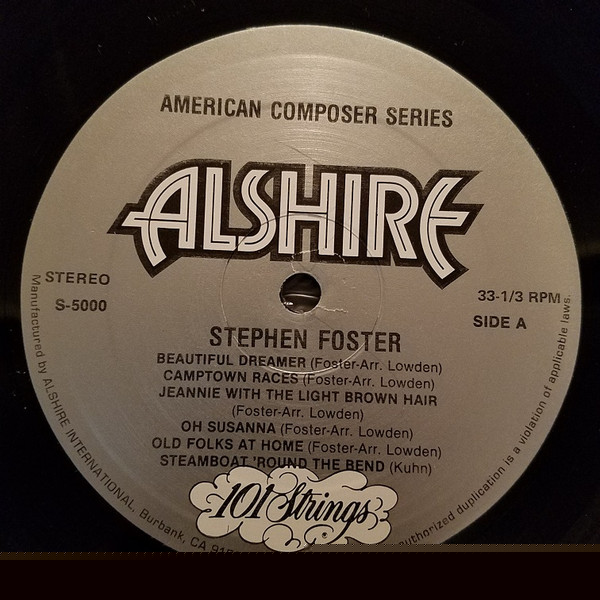 AMERICAN COMPOSER SERIES
ALSHIRE
STEREO
S-5000
33-1/3 RPM
SIDE A
STEPHEN FOSTER
BEAUTIFUL DREAMER (Foster-Arr. Lowden)
CAMPTOWN RACES (Foster-Arr. Lowden)
JEANNIE WITH THE LIGHT BROWN HAIR
(Foster-Arr. Lowden)
OH SUSANNA (Foster-Arr. Lowden)
OLD FOLKS AT HOME (Foster-Arr. Lowden)
STEAMBOAT 'ROUND THE BEND (Kuhn)
101 Strings
Manufactured by ALSHIRE INTERNATIONAL, Burbank, CA
duplication is a violation of applicable laws.